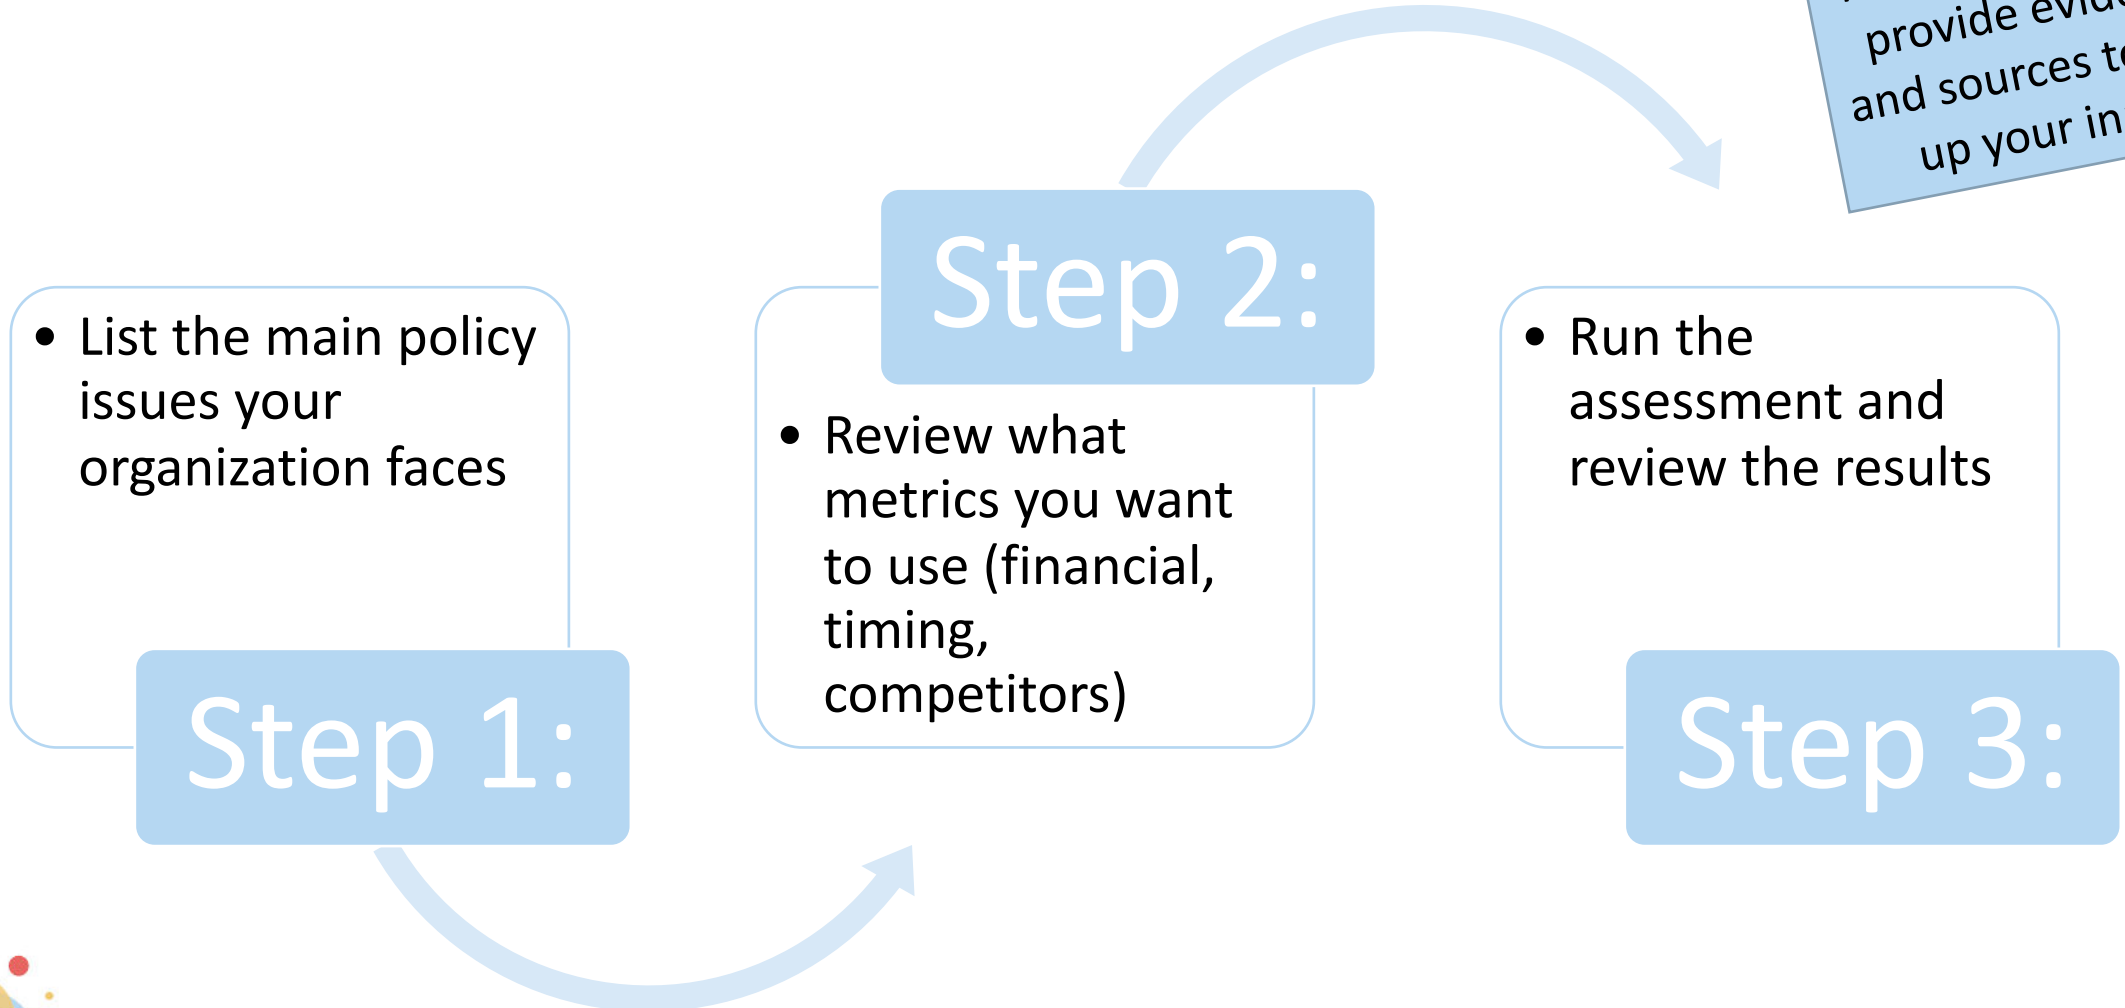 • List the main policy
issues your
organization faces
Step 1:
Step 2:
• Review what
metrics you want
to use (financial,
timing,
competitors)
• Run the
assessment and
review the results
Step 3:
provide
and sources
up your